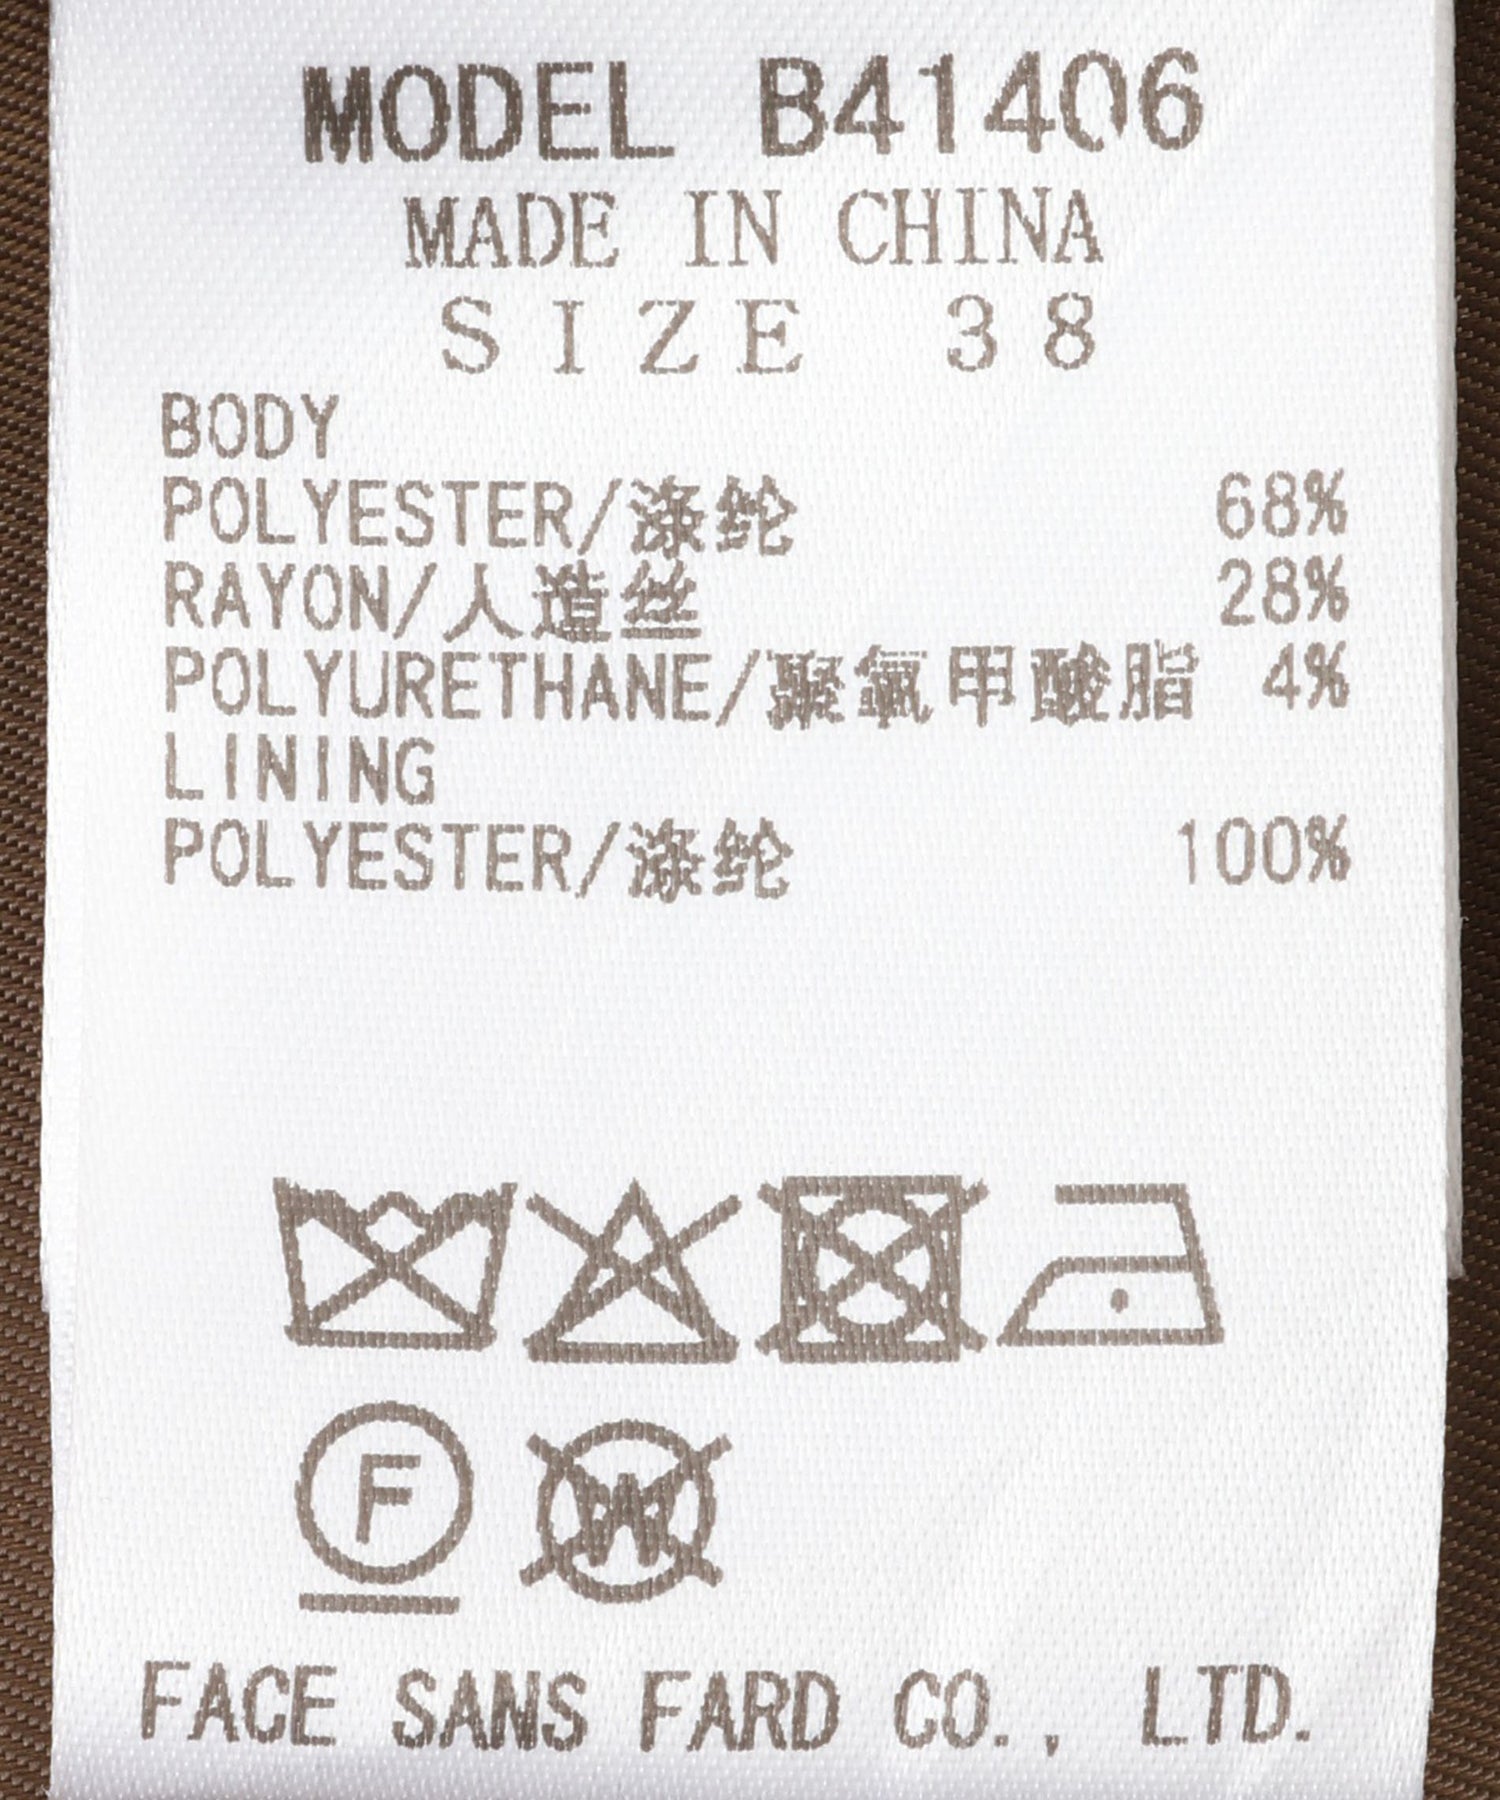 MODEL B41406
MADE IN CHINA
SIZE 38
BODY
POLYESTER/涤纶 68%
RAYON/人造丝 28%
POLYURETHANE/聚氨甲酸脂 4%
LINING
POLYESTER/涤纶 100%
F
W
FACE SANS FARD CO., LTD.